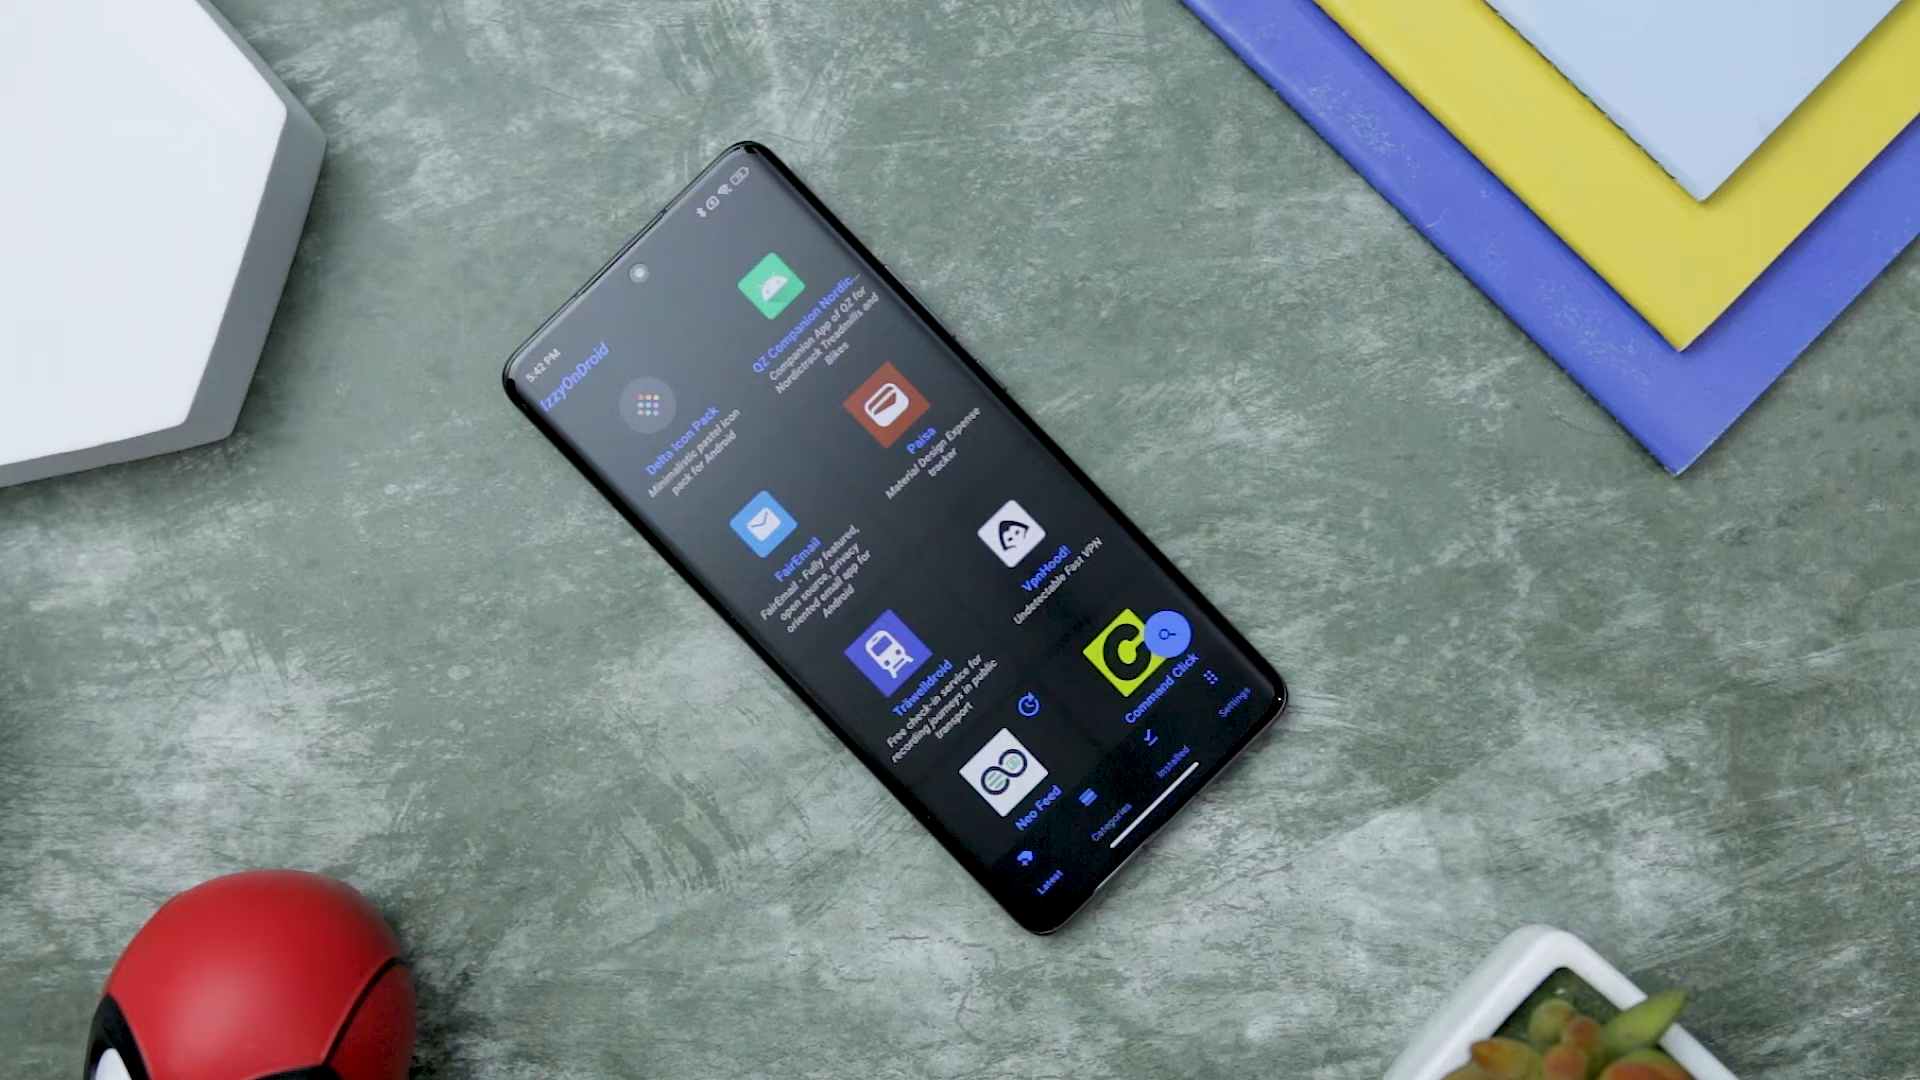 5:42 PM
IzzyOnDroid
Delta Icon Pack
Minimalistic pastel icon
pack for Android
QZ Companion Nordic...
Companion App of QZ for
Nordictrack Treadmills and
Bikes
FairEmail
FairEmail - Fully featured,
open source, privacy
oriented email app for
Android
Paisa
Material Design Expense
tracker
Träwelldroid
Free check-in service for
recording journeys in public
transport
VpnHood!
Undetectable Fast VPN
Neo Feed
Command Click
Latest
Categories
Installed
Settings